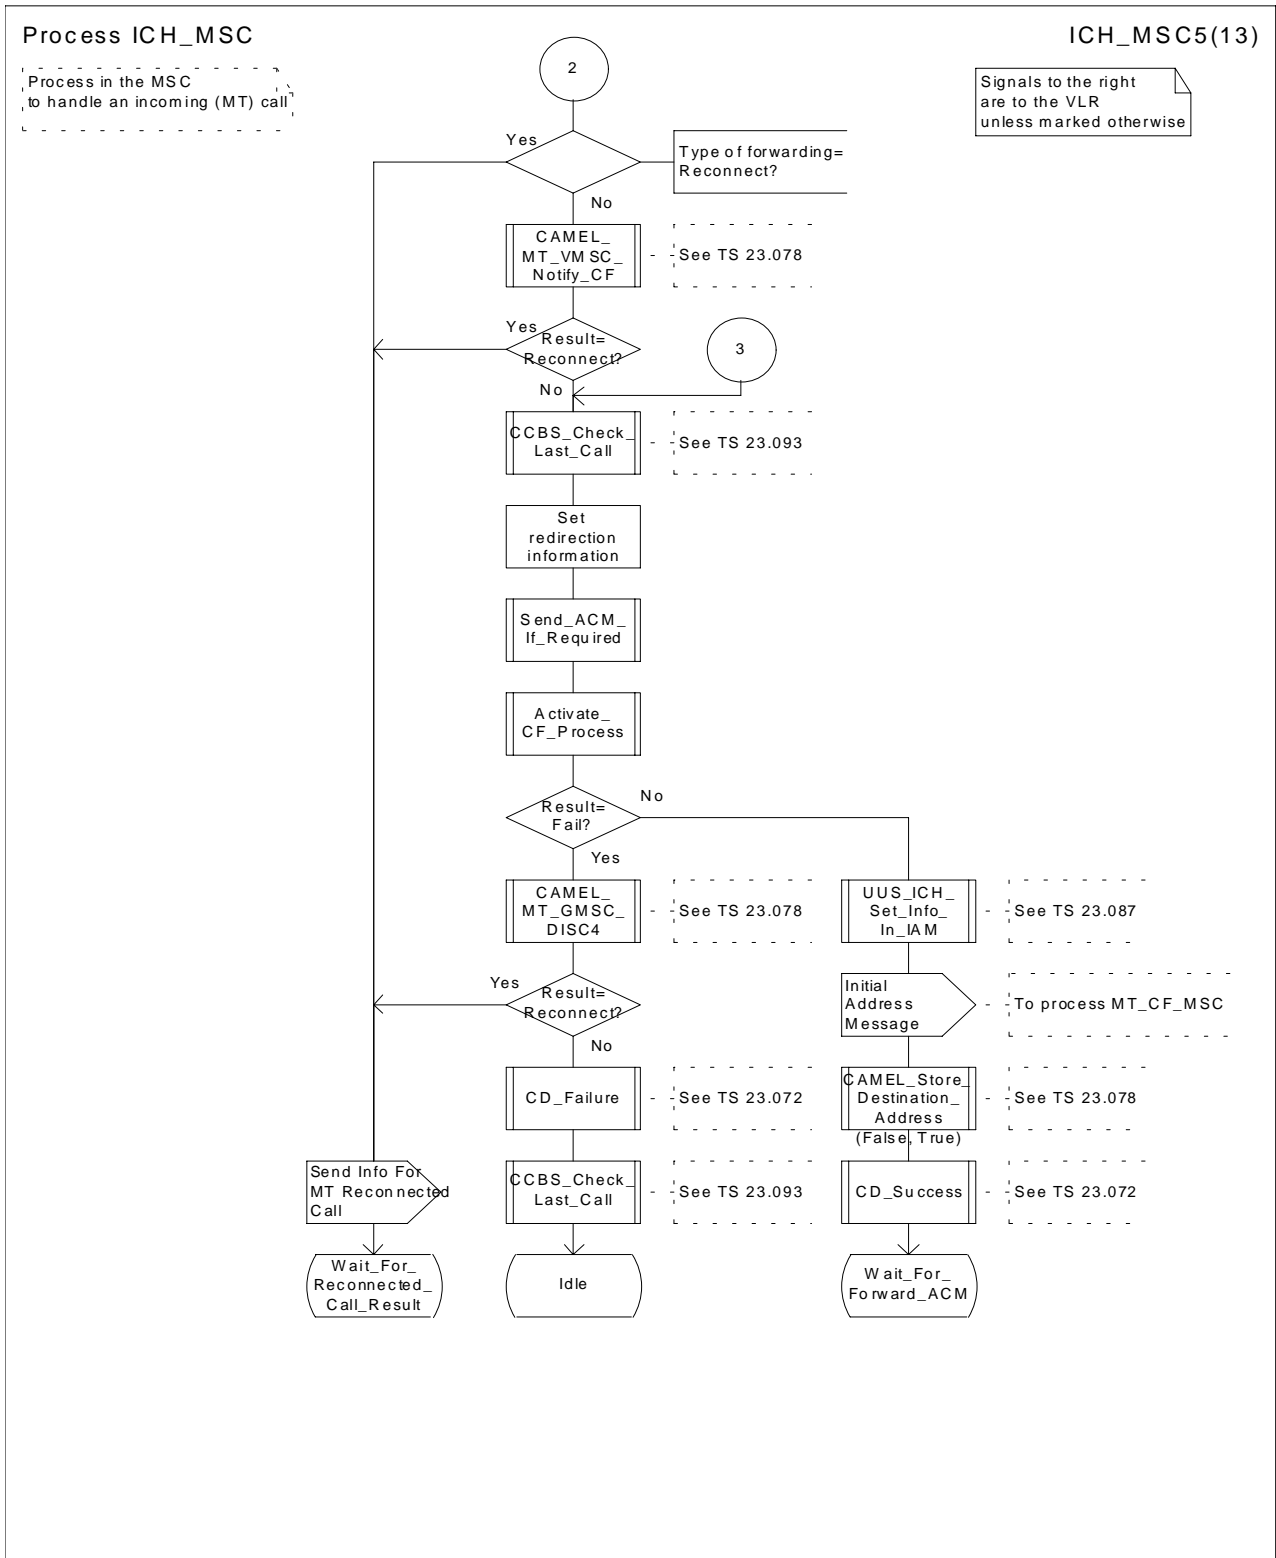 Process ICH_MSC
ICH_MSC5(13)
Process in the MSC
to handle an incoming (MT) call
2
Signals to the right
are to the VLR
unless marked otherwise
Yes
Type of forwarding=
Reconnect?
No
CAMEL_
MT_VMSC_
Notify_CF
See TS 23.078
Yes
Result=
Reconnect?
3
No
CCBS_Check_
Last_Call
See TS 23.093
Set
redirection
information
Send_ACM_
If_Required
Activate_
CF_Process
Result=
Fail?
No
Yes
CAMEL_
MT_GMSC_
DISC4
See TS 23.078
UUS_ICH_
Set_Info_
In_IAM
See TS 23.087
Yes
Result=
Reconnect?
Initial
Address
Message
To process MT_CF_MSC
No
CD_Failure
See TS 23.072
CAMEL_Store_
Destination_
Address
(False, True)
See TS 23.078
Send Info For
MT Reconnected
Call
CCBS_Check_
Last_Call
See TS 23.093
CD_Success
See TS 23.072
Wait_For_
Reconnected_
Call_Result
Idle
Wait_For_
Forward_ACM